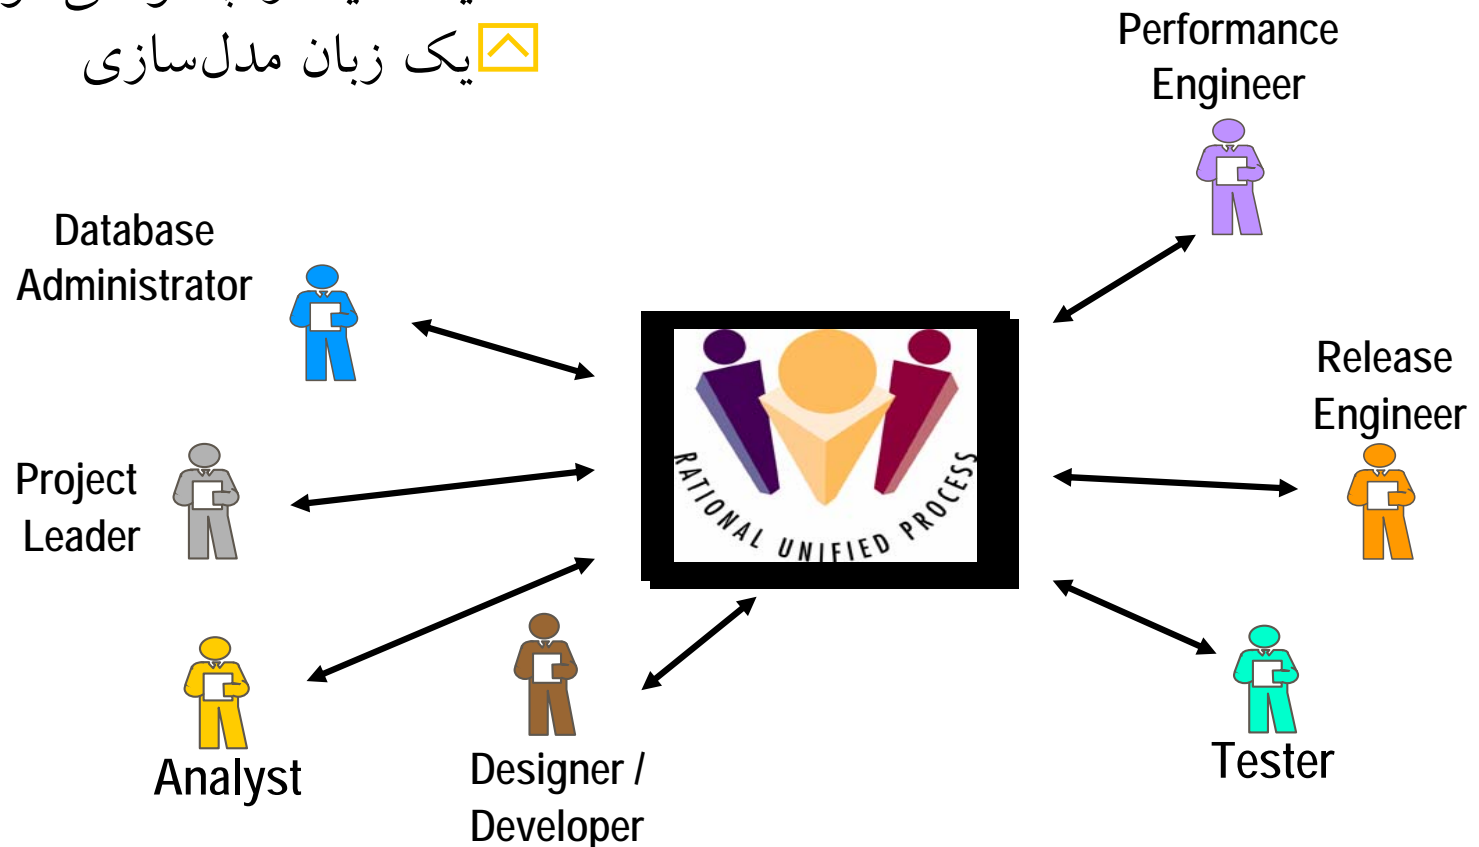 یک زبان مدل‌سازی
Performance
Engineer
Database
Administrator
Release
Engineer
Project
Leader
RATIONAL UNIFIED PROCESS
Analyst
Designer /
Developer
Tester